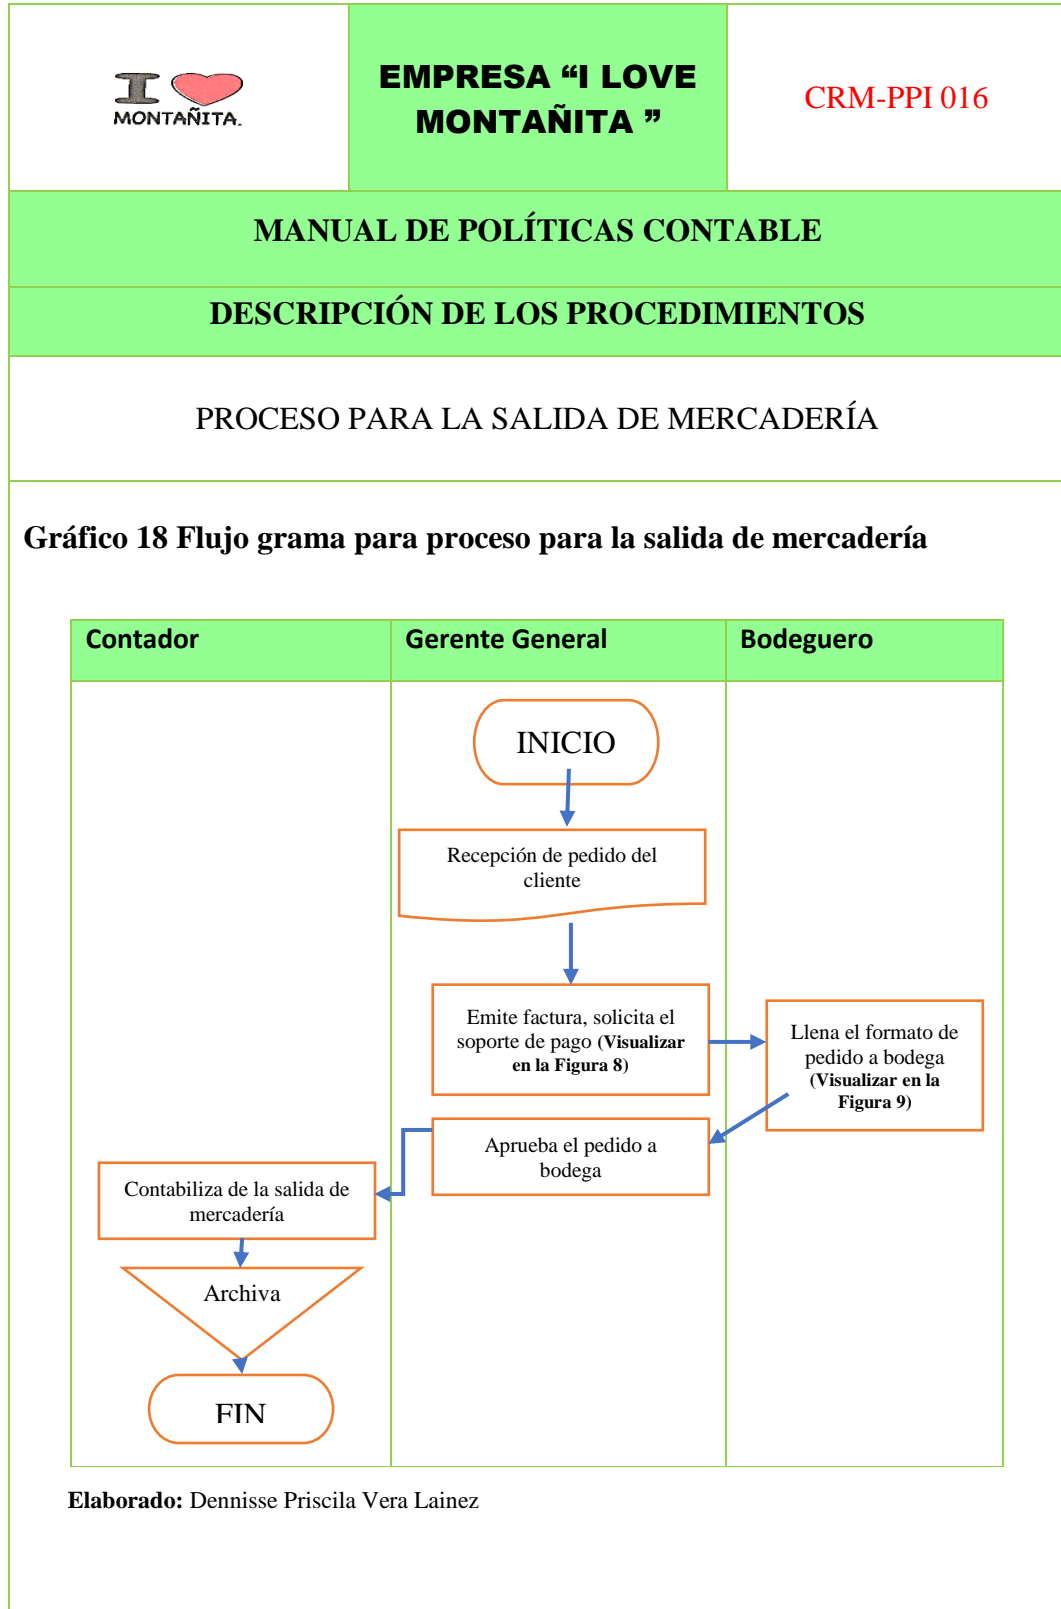 I
MONTAÑITA.
EMPRESA “I LOVE
MONTAÑITA ”
CRM-PPI 016
MANUAL DE POLÍTICAS CONTABLE
DESCRIPCIÓN DE LOS PROCEDIMIENTOS
PROCESO PARA LA SALIDA DE MERCADERÍA
Gráfico 18 Flujo grama para proceso para la salida de mercadería
Contador
Gerente General
Bodeguero
INICIO
Recepción de pedido del
cliente
Emite factura, solicita el
soporte de pago (Visualizar
en la Figura 8)
Llena el formato de
pedido a bodega
(Visualizar en la
Figura 9)
Aprueba el pedido a
bodega
Contabiliza de la salida de
mercadería
Archiva
FIN
Elaborado: Dennisse Priscila Vera Lainez